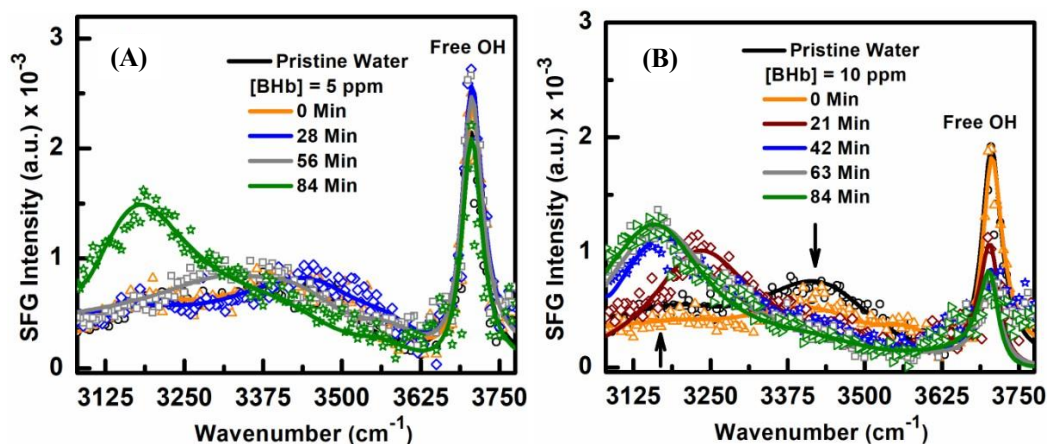 (A)
Free OH
Pristine Water
[BHb] = 5 ppm
0 Min
28 Min
56 Min
84 Min
SFG Intensity (a.u.) x 10-3
3
2
1
0
3125 3250 3375 3500 3625 3750
Wavenumber (cm-1)
(B)
Pristine Water
[BHb] = 10 ppm
0 Min
21 Min
42 Min
63 Min
84 Min
Free OH
SFG Intensity (a.u.) x 10-3
3
2
1
0
3125 3250 3375 3500 3625 3750
Wavenumber (cm-1)